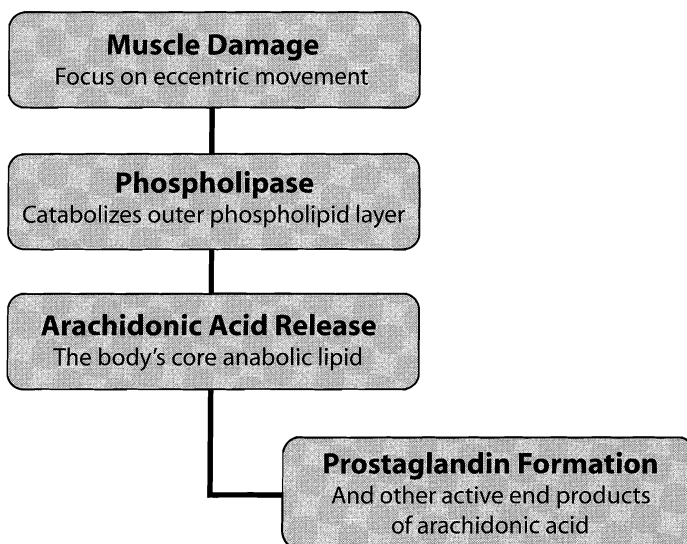 Muscle Damage
Focus on eccentric movement
Phospholipase
Catabolizes outer phospholipid layer
Arachidonic Acid Release
The body's core anabolic lipid
Prostaglandin Formation
And other active end products
of arachidonic acid